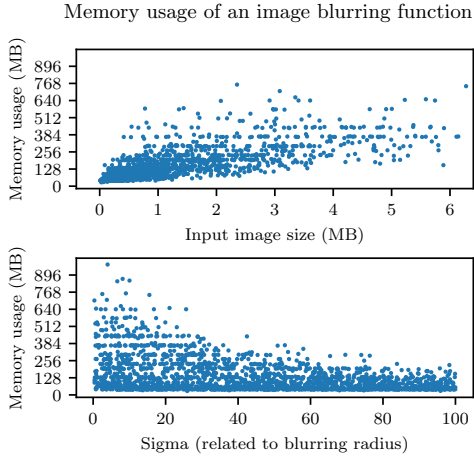 Memory usage of an image blurring function
Memory usage (MB)
896
768
640
512
384
256
128
0
0 1 2 3 4 5 6
Input image size (MB)
Memory usage (MB)
896
768
640
512
384
256
128
0
0 20 40 60 80 100
Sigma (related to blurring radius)